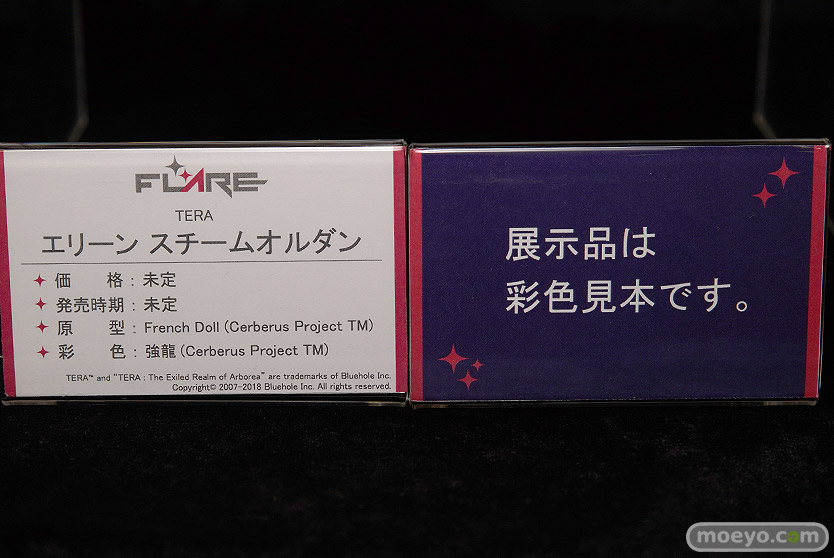 FLARE
TERA
エリーン スチームオルダン
価　格：未定
発売時期：未定
原　型：French Doll (Cerberus Project TM)
彩　色：強龍 (Cerberus Project TM)
TERA™ and "TERA : The Exiled Realm of Arborea" are trademarks of Bluehole Inc.
Copyright© 2007-2018 Bluehole Inc. All rights reserved.
展示品は
彩色見本です。
moeyo.com